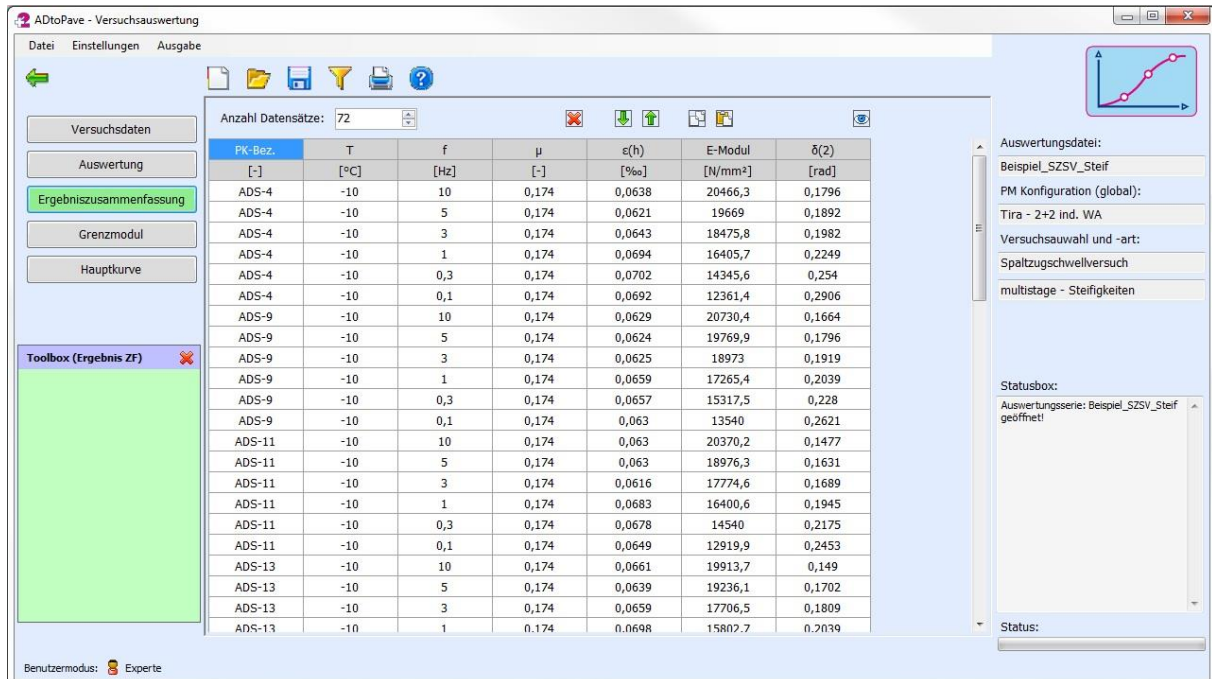 ADtoPave - Versuchsauswertung
Datei Einstellungen Ausgabe
Versuchsdaten
Auswertung
Ergebniszusammenfassung
Grenzmodul
Hauptkurve
Toolbox (Ergebnis ZF)
Anzahl Datensätze: 72
PK-Bez. T f µ ε(h) E-Modul δ(2)
[-] [°C] [Hz] [-] [‰] [N/mm²] [rad]
ADS-4 -10 10 0,174 0,0638 20466,3 0,1796
ADS-4 -10 5 0,174 0,0621 19669 0,1892
ADS-4 -10 3 0,174 0,0643 18475,8 0,1982
ADS-4 -10 1 0,174 0,0694 16405,7 0,2249
ADS-4 -10 0,3 0,174 0,0702 14345,6 0,254
ADS-4 -10 0,1 0,174 0,0692 12361,4 0,2906
ADS-9 -10 10 0,174 0,0629 20730,4 0,1664
ADS-9 -10 5 0,174 0,0624 19769,9 0,1796
ADS-9 -10 3 0,174 0,0625 18973 0,1919
ADS-9 -10 1 0,174 0,0659 17265,4 0,2039
ADS-9 -10 0,3 0,174 0,0657 15317,5 0,228
ADS-9 -10 0,1 0,174 0,063 13540 0,2621
ADS-11 -10 10 0,174 0,063 20370,2 0,1477
ADS-11 -10 5 0,174 0,063 18976,3 0,1631
ADS-11 -10 3 0,174 0,0616 17774,6 0,1689
ADS-11 -10 1 0,174 0,0683 16400,6 0,1945
ADS-11 -10 0,3 0,174 0,0678 14540 0,2175
ADS-11 -10 0,1 0,174 0,0649 12919,9 0,2453
ADS-13 -10 10 0,174 0,0661 19913,7 0,149
ADS-13 -10 5 0,174 0,0639 19236,1 0,1702
ADS-13 -10 3 0,174 0,0659 17706,5 0,1809
ADS-13 -10 1 0,174 0,0698 15802,7 0,2039
Auswertungsdatei:
Beispiel_SZSV_Steif
PM Konfiguration (global):
Tira - 2+2 ind. WA
Versuchsauwahl und -art:
Spaltzugschwellversuch
multistage - Steifigkeiten
Statusbox:
Auswertungsserie: Beispiel_SZSV_Steif
geöffnet!
Status:
Benutzermodus: Experte